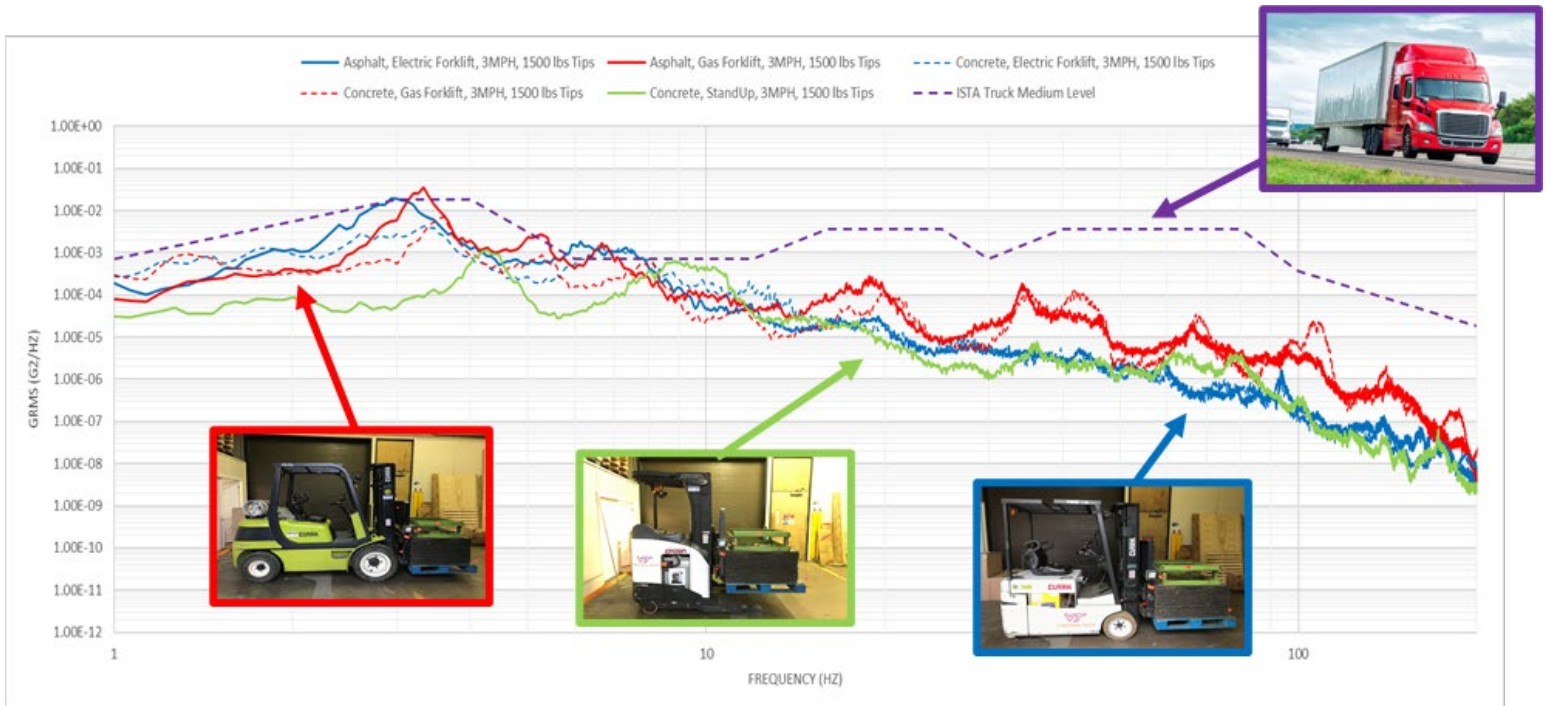 Asphalt, Electric Forklift, 3MPH, 1500 lbs Tips
Asphalt, Gas Forklift, 3MPH, 1500 lbs Tips
Concrete, Electric Forklift, 3MPH, 1500 lbs Tips
Concrete, Gas Forklift, 3MPH, 1500 lbs Tips
Concrete, StandUp, 3MPH, 1500 lbs Tips
ISTA Truck Medium Level
1.00E+00
1.00E-01
1.00E-02
1.00E-03
1.00E-04
1.00E-05
1.00E-06
1.00E-07
1.00E-08
1.00E-09
1.00E-10
1.00E-11
1.00E-12
GRMS (G2/HZ)
1
10
100
FREQUENCY (HZ)
CLARK
CROWN
CLARK